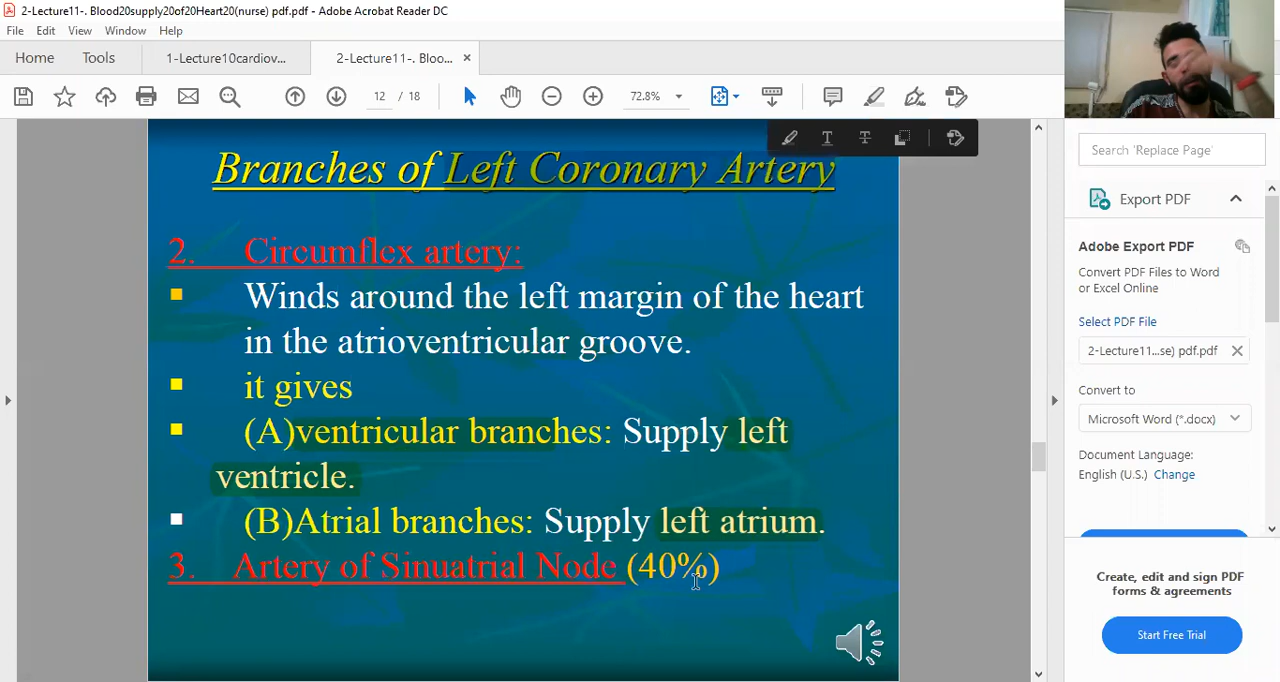 2-Lecture11-. Blood20supply20of20Heart20(nurse) pdf.pdf - Adobe Acrobat Reader DC
File Edit View Window Help
Home Tools 1-Lecture10cardiov... 2-Lecture11-. Bloo... ×
12 / 18 72.8%
Search 'Replace Page'
Export PDF
Adobe Export PDF
Convert PDF Files to Word
or Excel Online
Select PDF File
2-Lecture11...se) pdf.pdf
Convert to
Microsoft Word (*.docx)
Document Language:
English (U.S.) Change
Create, edit and sign PDF
forms & agreements
Start Free Trial
Branches of Left Coronary Artery
2. Circumflex artery:
Winds around the left margin of the heart
in the atrioventricular groove.
it gives
(A)ventricular branches: Supply left
ventricle.
(B)Atrial branches: Supply left atrium.
3. Artery of Sinuatrial Node (40%)